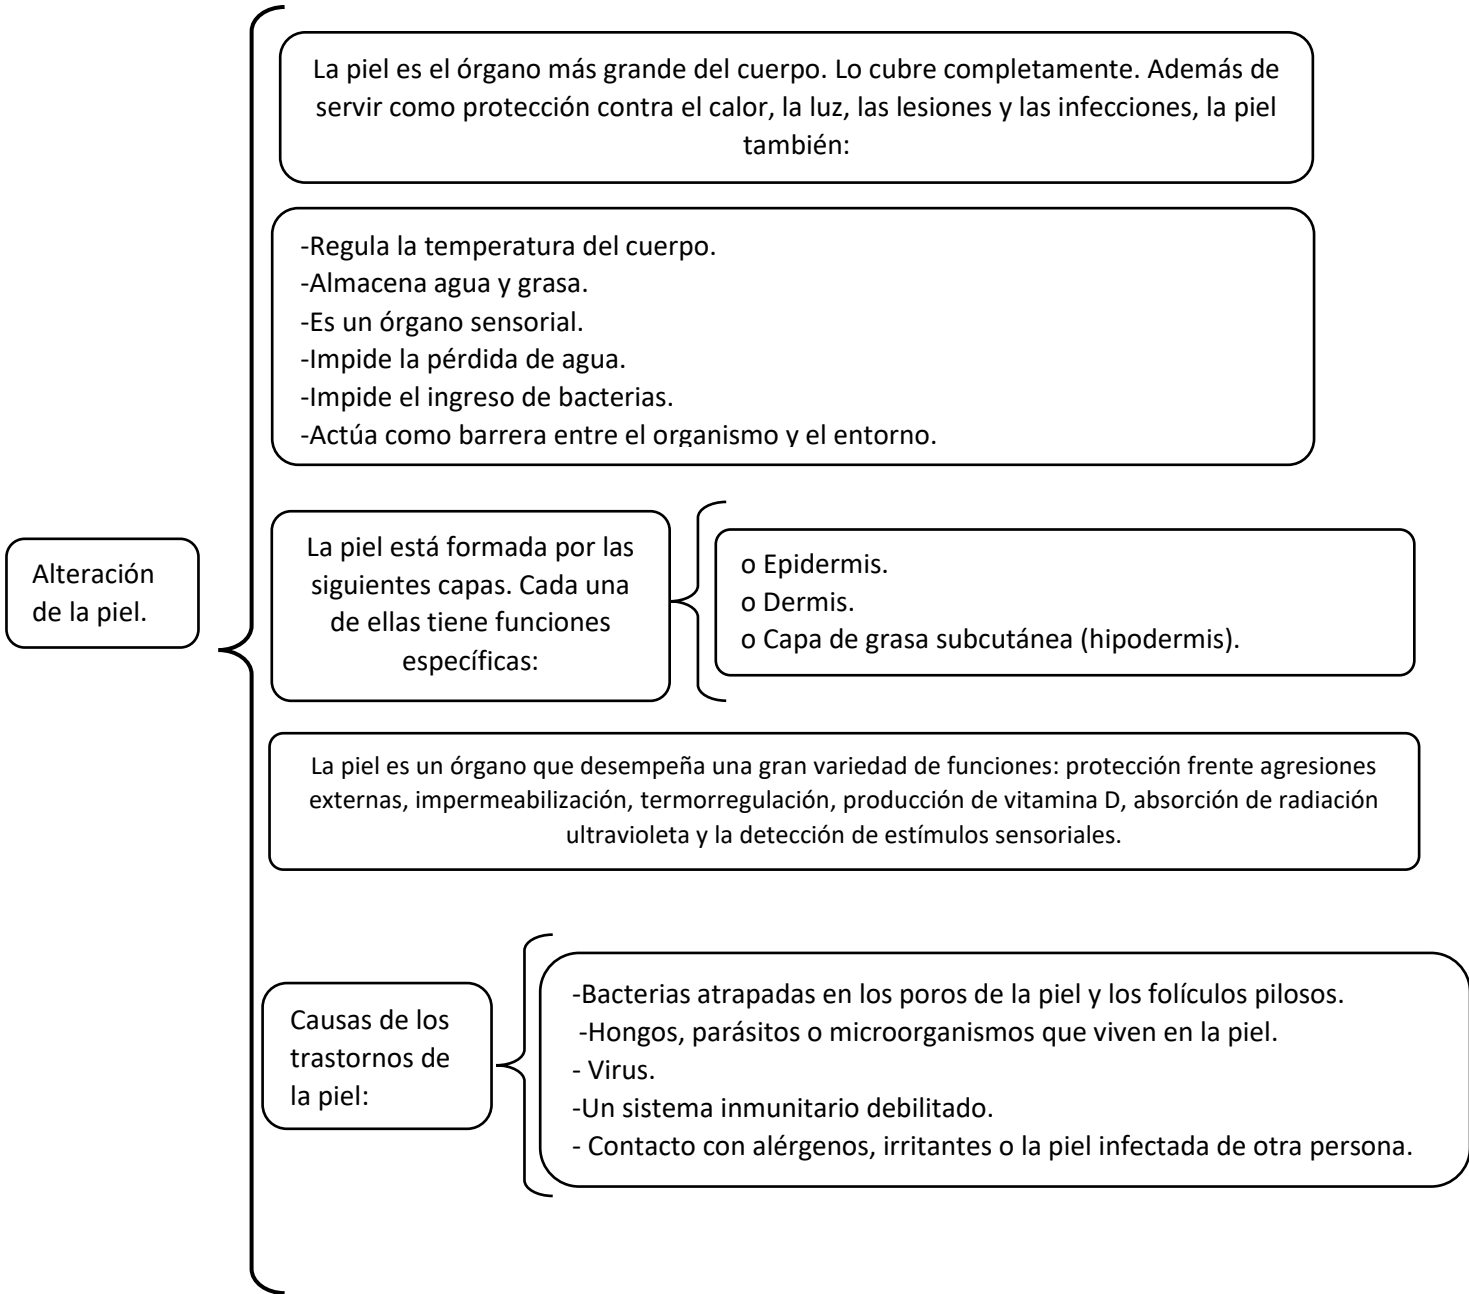 La piel es el órgano más grande del cuerpo. Lo cubre completamente. Además de
servir como protección contra el calor, la luz, las lesiones y las infecciones, la piel
también:
-Regula la temperatura del cuerpo.
-Almacena agua y grasa.
-Es un órgano sensorial.
-Impide la pérdida de agua.
-Impide el ingreso de bacterias.
-Actúa como barrera entre el organismo y el entorno.
Alteración
de la piel.
La piel está formada por las
siguientes capas. Cada una
de ellas tiene funciones
específicas:
o Epidermis.
o Dermis.
o Capa de grasa subcutánea (hipodermis).
La piel es un órgano que desempeña una gran variedad de funciones: protección frente agresiones
externas, impermeabilización, termorregulación, producción de vitamina D, absorción de radiación
ultravioleta y la detección de estímulos sensoriales.
Causas de los
trastornos de
la piel:
-Bacterias atrapadas en los poros de la piel y los folículos pilosos.
-Hongos, parásitos o microorganismos que viven en la piel.
- Virus.
-Un sistema inmunitario debilitado.
- Contacto con alérgenos, irritantes o la piel infectada de otra persona.